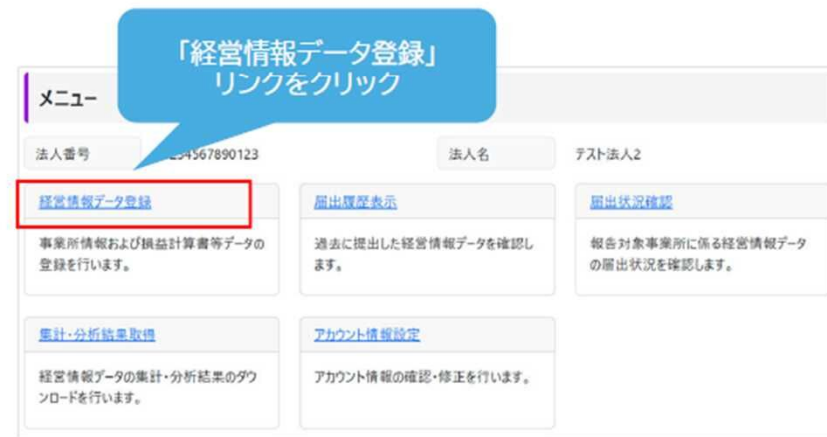 「経営情報データ登録」
リンクをクリック
メニュー
法人番号
234567890123
法人名
テスト法人2
経営情報データ登録
届出履歴表示
届出状況確認
事業所情報および損益計算書等データの
登録を行います。
過去に提出した経営情報データを確認し
ます。
報告対象事業所に係る経営情報データ
の届出状況を確認します。
集計・分析結果取得
アカウント情報設定
経営情報データの集計・分析結果のダウ
ンロードを行います。
アカウント情報の確認・修正を行います。